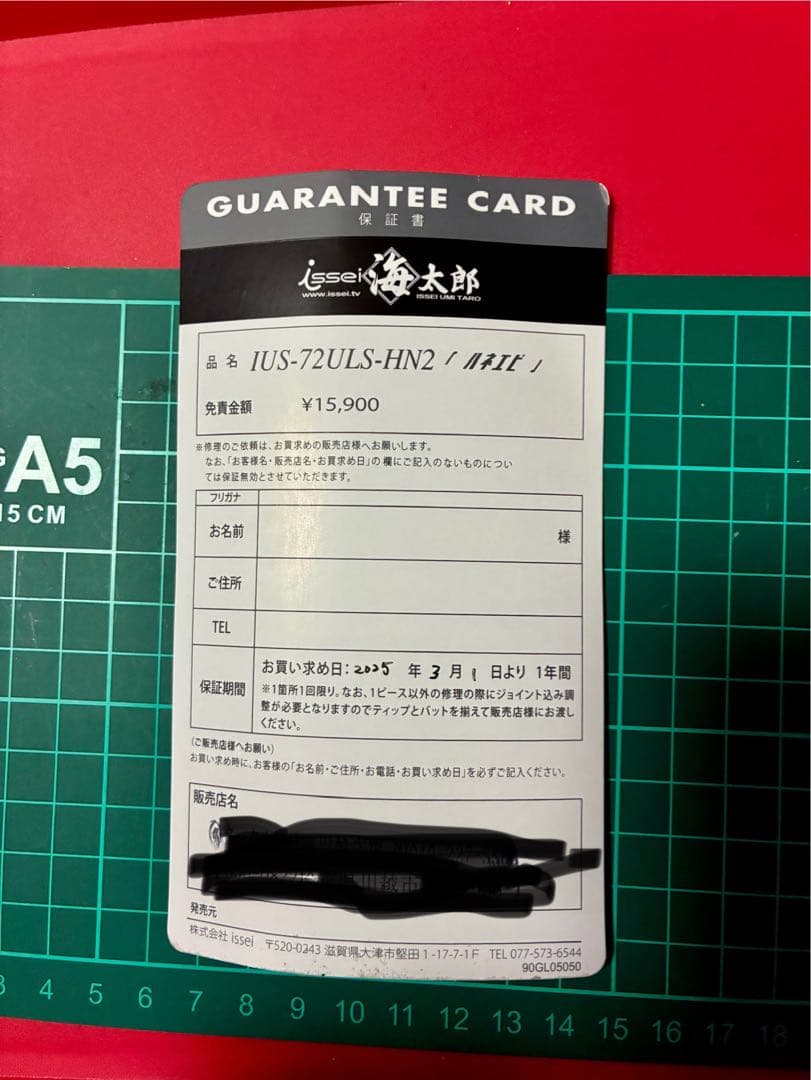 GUARANTEE CARD
保証書
issei 海太郎
www.issei.tv ISSEI UMI TARO
品名 IUS-72ULS-HN2「ハネエビ」
免責金額 ¥15,900
※修理のご依頼は、お買求めの販売店様へお願いします。
なお、「お客様名・販売店名・お買求め日」の欄にご記入のないものについ
ては保証無効とさせていただきます。
フリガナ
お名前 様
ご住所
TEL
保証期間 お買い求め日:2025年3月1日より1年間
※1箇所1回限り。なお、1ピース以外の修理の際にジョイント込み調
整が必要となりますのでティップとバットを揃えて販売店様にお渡し
ください。
(ご販売店様へお願い)
お買い求め時に、お客様の「お名前・ご住所・お電話・お買い求め日」を必ずご記入ください。
販売店名
発売元
株式会社 issei 〒520-0243 滋賀県大津市堅田1-17-7-1F TEL 077-573-6544
90GL05050
A5
15 CM
3 4 5 6 7 8 9 10 11 12 13 14 15 16 17 18